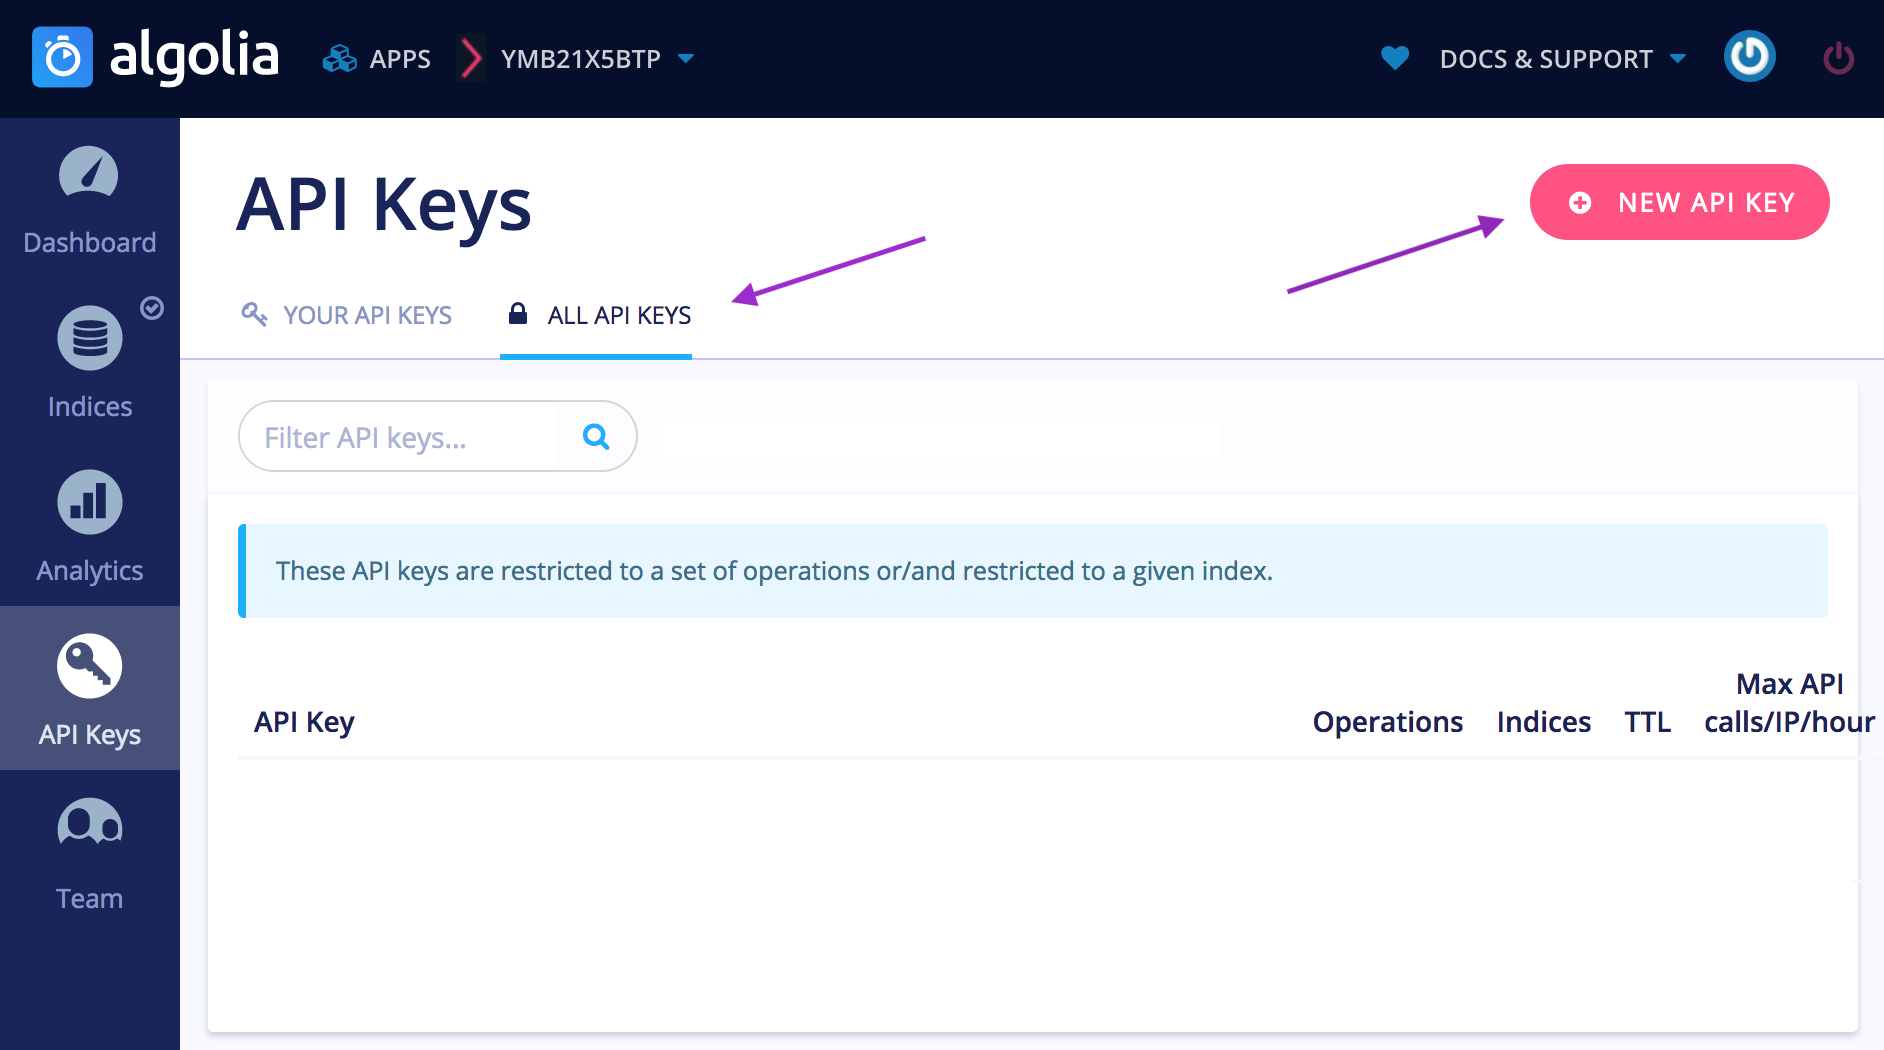 algolia APPS YMB21X5BTP DOCS & SUPPORT
Dashboard
Indices
Analytics
API Keys
Team
API Keys
NEW API KEY
YOUR API KEYS ALL API KEYS
Filter API keys...
These API keys are restricted to a set of operations or/and restricted to a given index.
API Key Operations Indices TTL Max API
calls/IP/hour